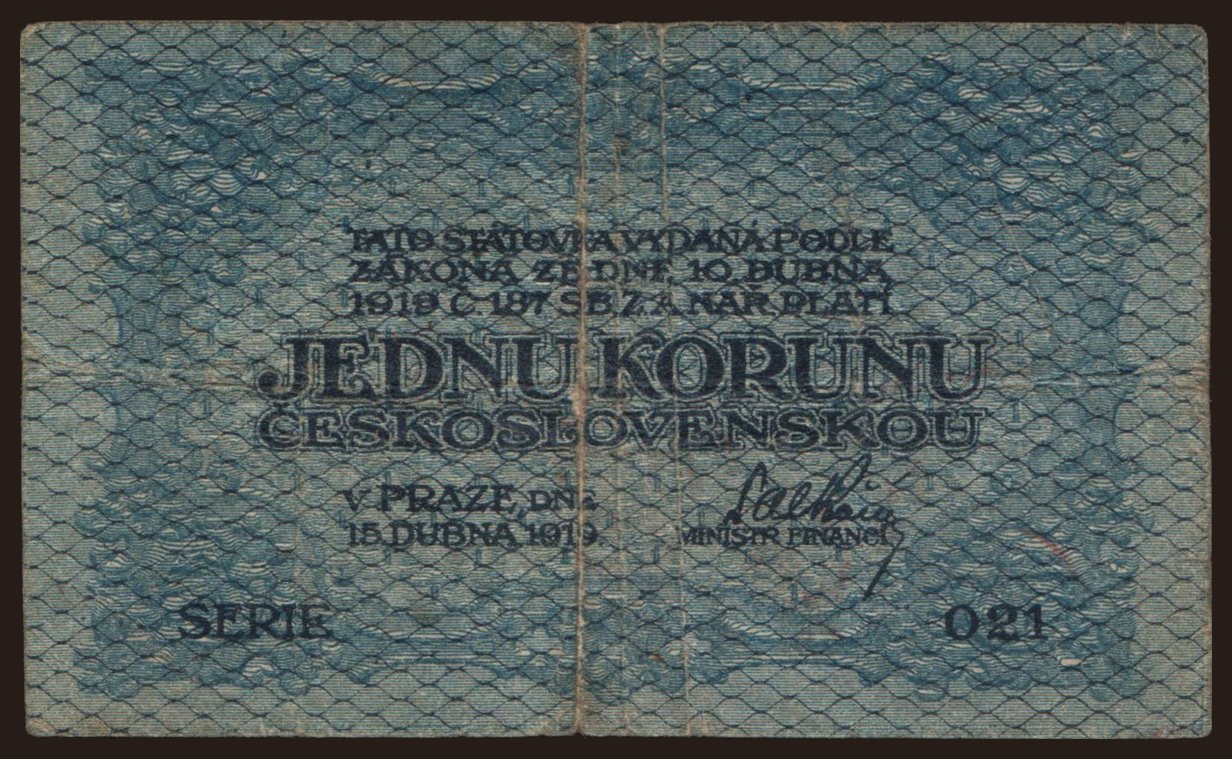 TATO STÁTOVKA VYDANÁ PODLE
ZÁKONA ZE DNE 10. DUBNA
1919 Č. 187 SB. Z. A NAŘ. PLATÍ
JEDNU KORUNU
ČESKOSLOVENSKOU
V PRAZE, DNE
15. DUBNA 1919
MINISTR FINANCÍ
SERIE 021